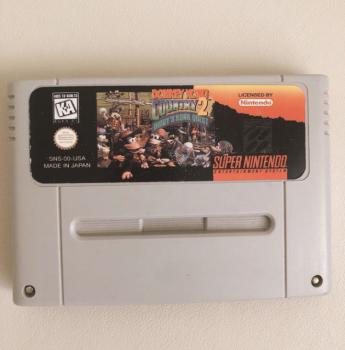 KIDS TO ADULTS
KA
DONKEY KONG
COUNTRY 2
DIDDY'S KONG QUEST
LICENSED BY
Nintendo
SNS-00-USA
MADE IN JAPAN
SUPER NINTENDO
ENTERTAINMENT SYSTEM